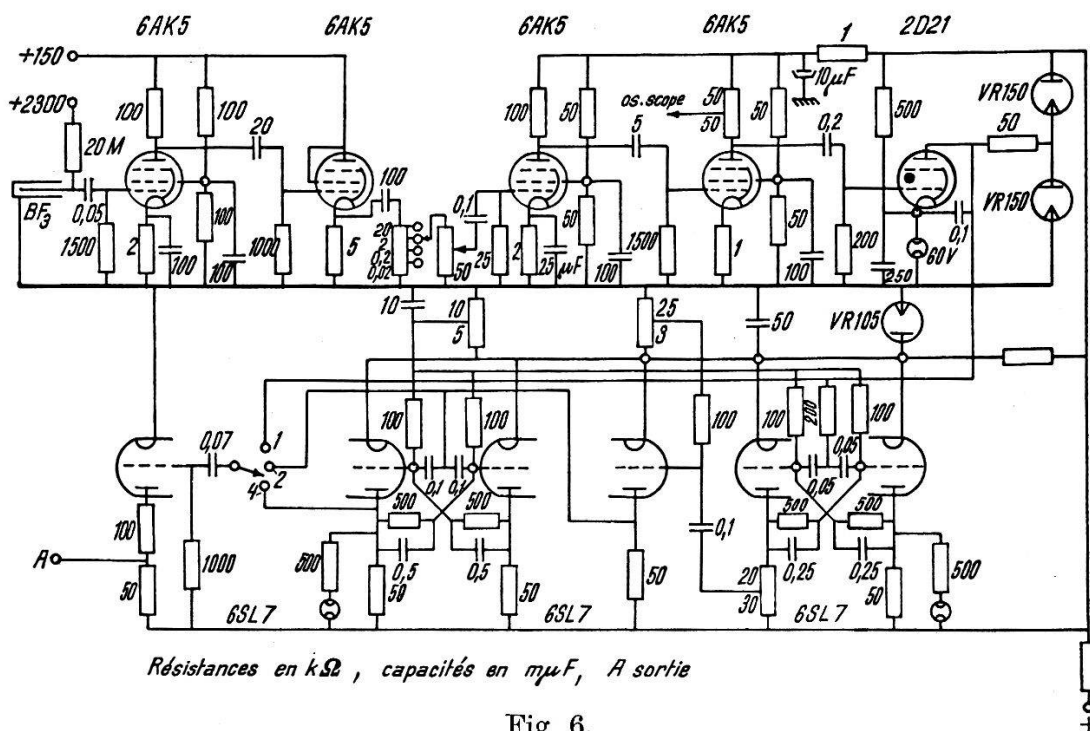 6AK5 6AK5 6AK5 6AK5 1 2D21
+150
+2300
100 100 100 50 50 50 10 µF 500 VR150
os.scope
20 M 20 5 50 0,2 50
BF₃ 0,05 100 0,1 VR150
1500 2 100 100 100 1000 5 20 2 0,2 0,02 50 25 2 25 µF 50 100 1500 1 50 100 200 250 60V 0,1
10 10 5 25 3 50 VR105
100 100 100 100 200 100
0,07 1 2 4 0,1 0,1 0,05 0,05
100 500 500 0,1 500 500
A 1000 500 0,5 0,5 50 20 0,25 0,25 500
50 50 50 30 50
6SL7 6SL7 6SL7
Résistances en kΩ, capacités en mµF, A sortie
Fig. 6.
+